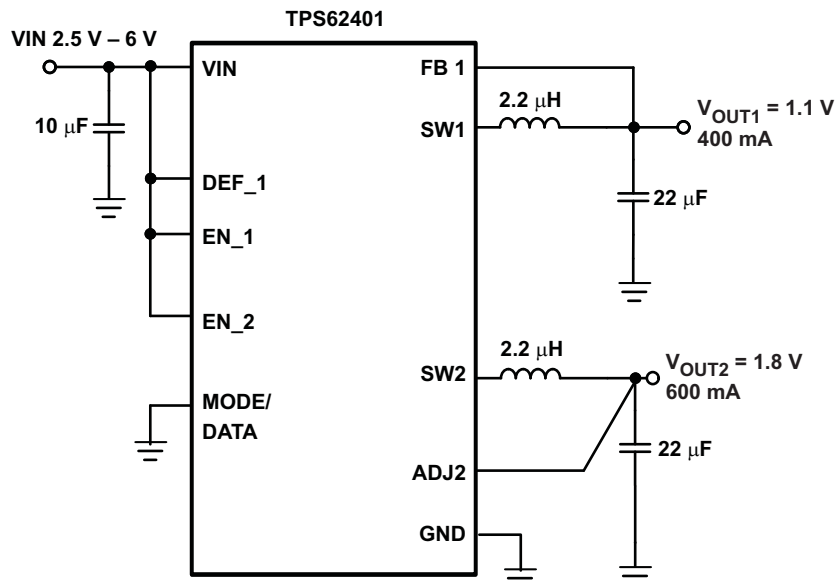 TPS62401
VIN 2.5 V – 6 V
VIN
FB 1
2.2 μH
10 μF
SW1
VOUT1 = 1.1 V
400 mA
DEF_1
22 μF
EN_1
EN_2
2.2 μH
SW2
VOUT2 = 1.8 V
600 mA
MODE/
DATA
22 μF
ADJ2
GND